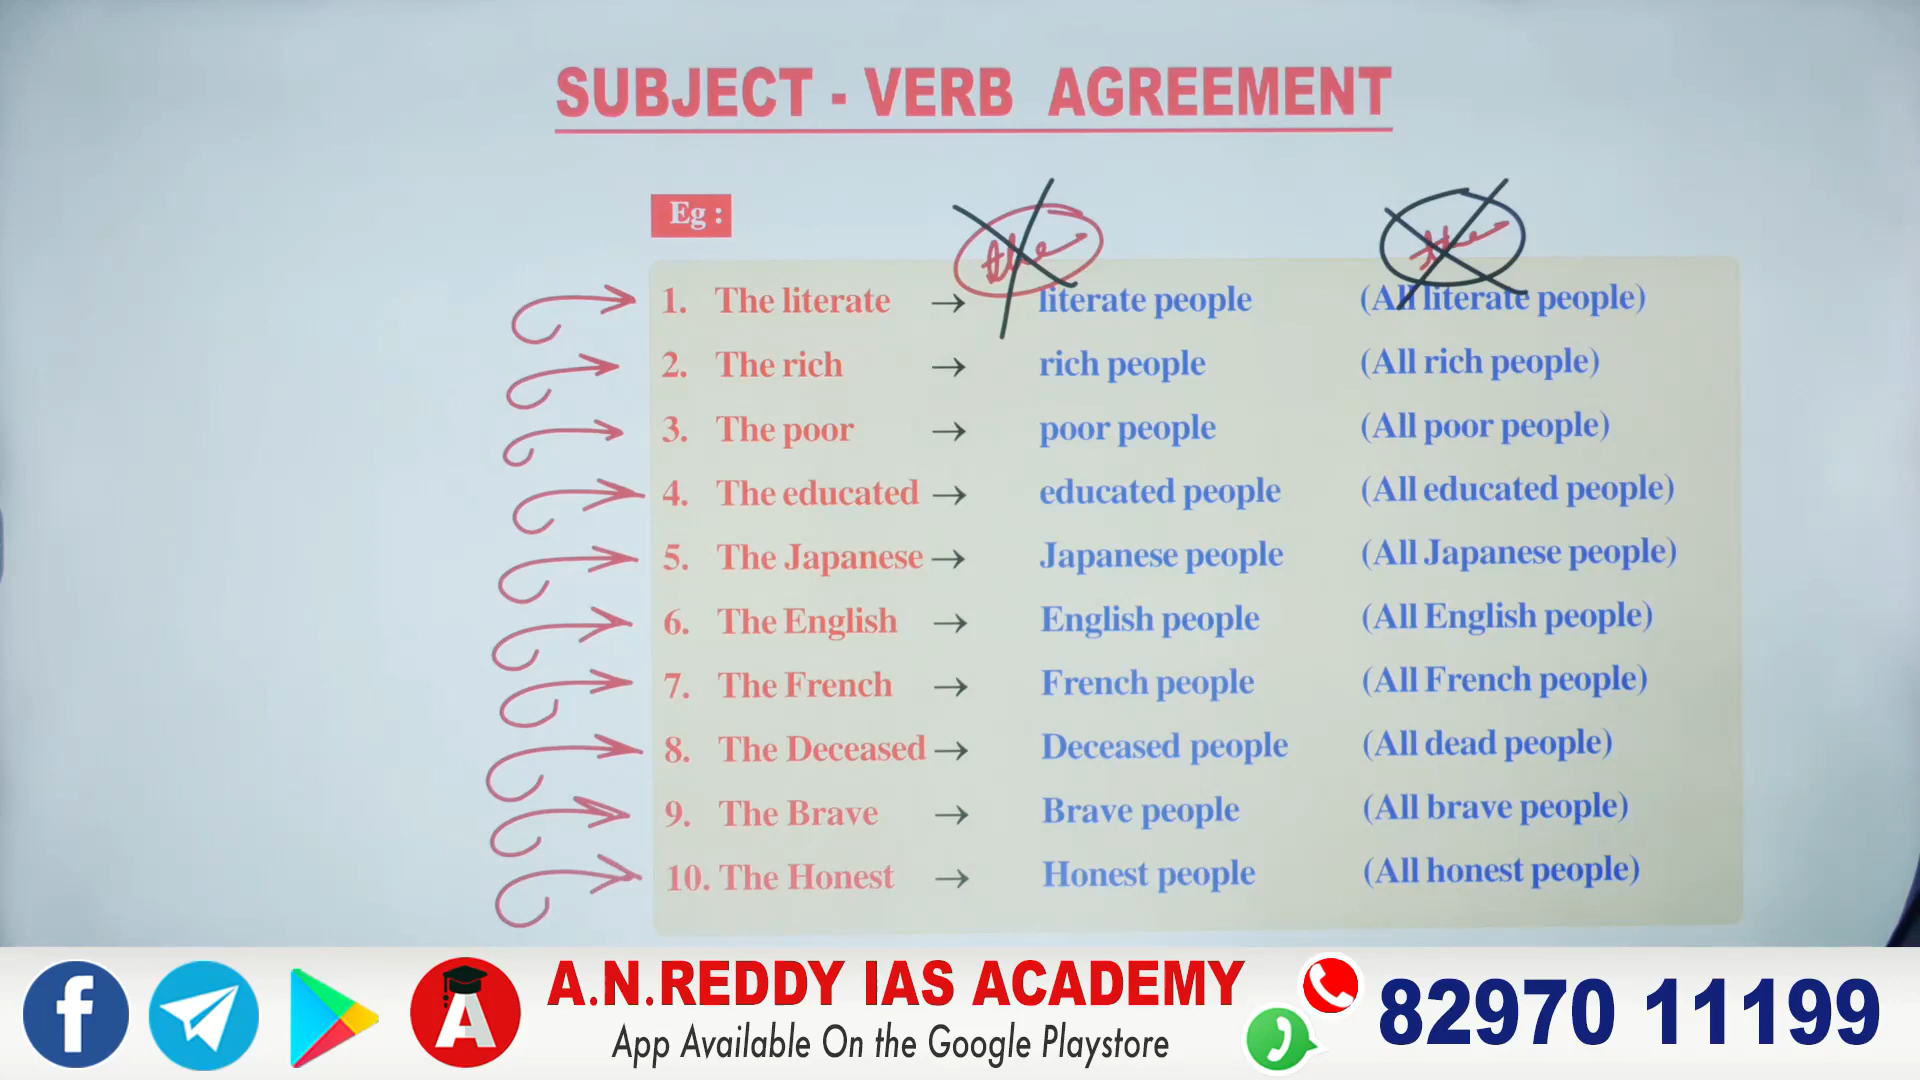 SUBJECT - VERB AGREEMENT
Eg :
the the
1. The literate → literate people (All literate people)
2. The rich → rich people (All rich people)
3. The poor → poor people (All poor people)
4. The educated → educated people (All educated people)
5. The Japanese → Japanese people (All Japanese people)
6. The English → English people (All English people)
7. The French → French people (All French people)
8. The Deceased → Deceased people (All dead people)
9. The Brave → Brave people (All brave people)
10. The Honest → Honest people (All honest people)
f A A.N.REDDY IAS ACADEMY 82970 11199
App Available On the Google Playstore